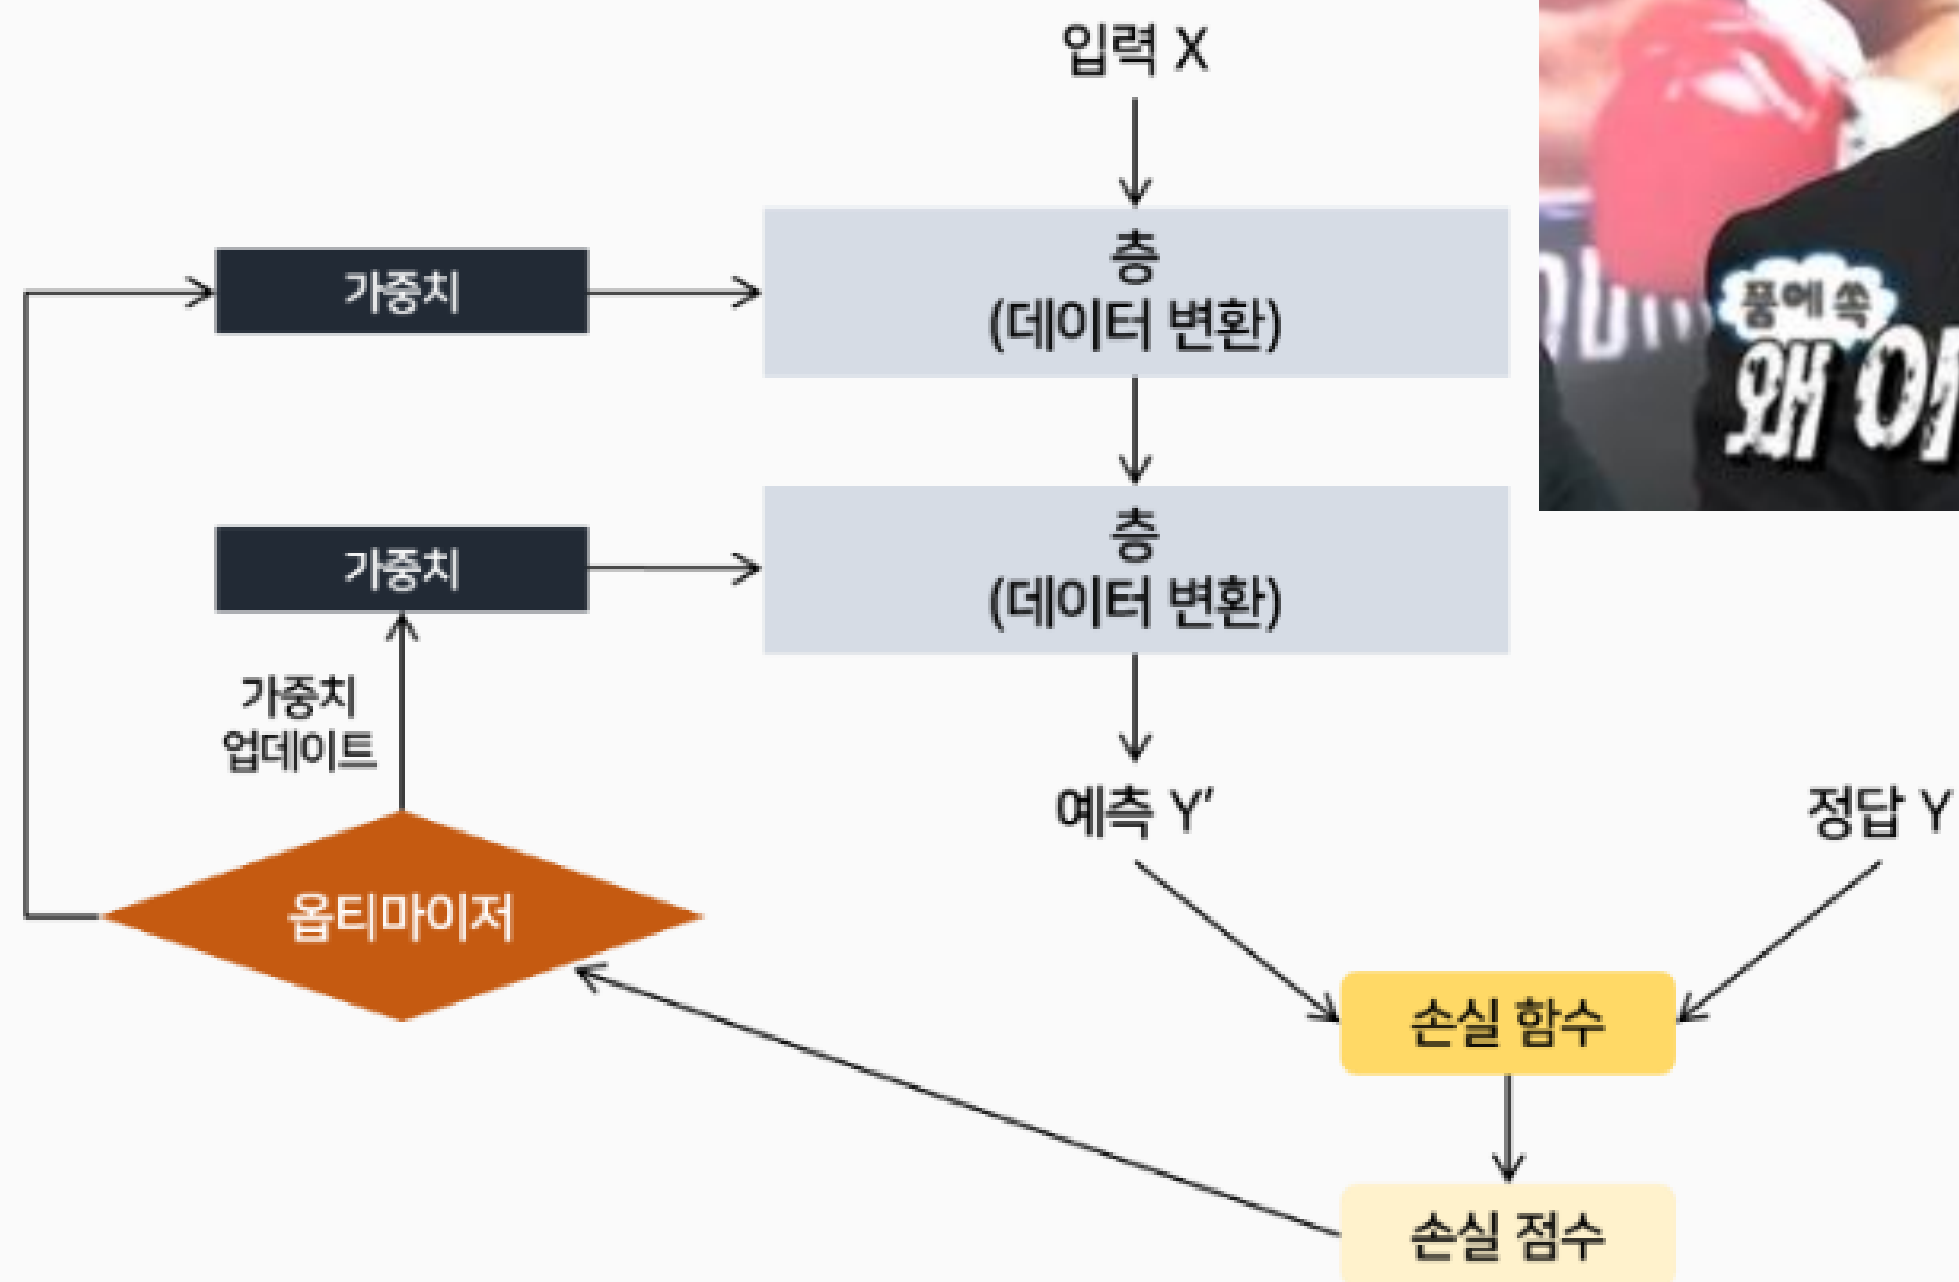 입력 X
층
(데이터 변환)
가중치
층
(데이터 변환)
가중치
가중치
업데이트
예측 Y′
정답 Y
옵티마이저
손실 함수
손실 점수
품에 쏙
왜 이